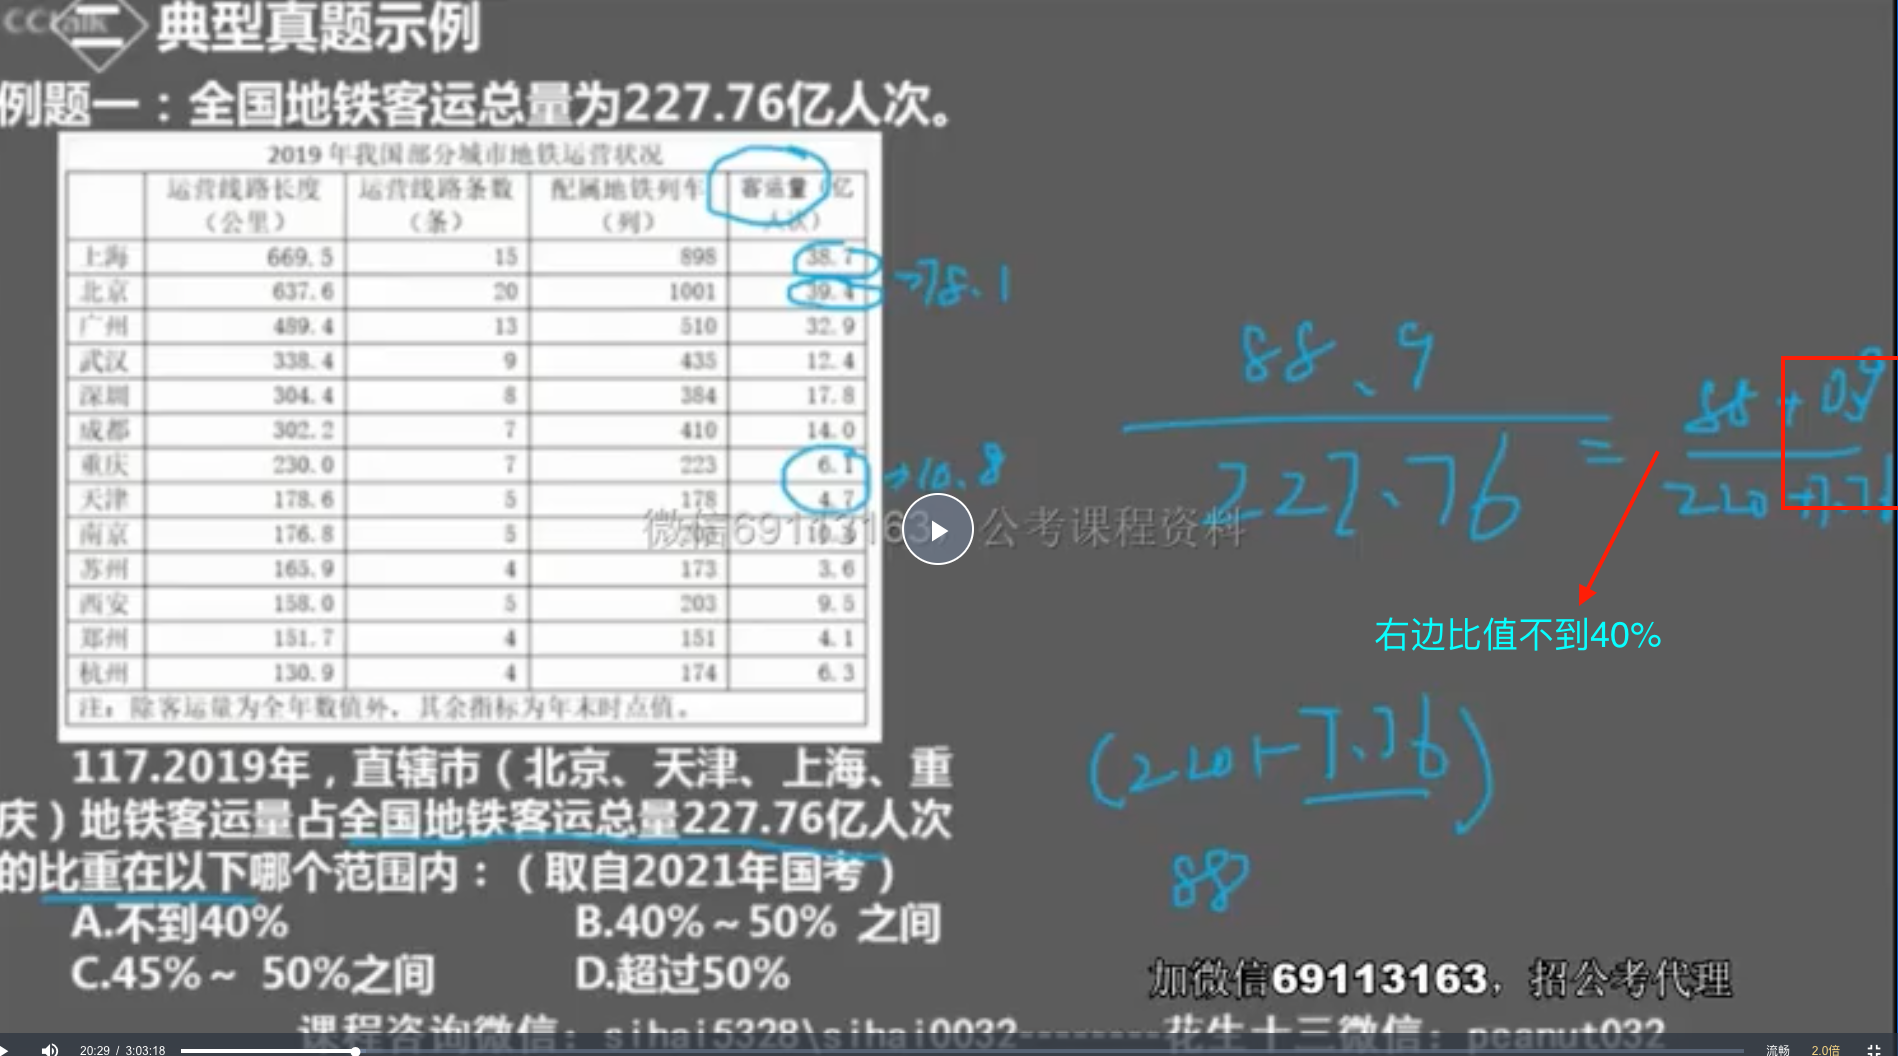 CCtalk
二 典型真题示例
例题一：全国地铁客运总量为227.76亿人次。
2019 年我国部分城市地铁运营状况
运营线路长度（公里） 运营线路条数（条） 配属地铁列车（列） 客运量（亿人次）
上海 669.5 15 898 38.7
北京 637.6 20 1001 39.4
→78.1
广州 489.4 13 510 32.9
武汉 338.4 9 435 12.4
深圳 304.4 8 384 17.8
成都 302.2 7 410 14.0
重庆 230.0 7 223 6.1
天津 178.6 5 178 4.7
→10.8
南京 176.8 5
苏州 165.9 4 173 3.6
西安 158.0 5 203 9.5
郑州 151.7 4 151 4.1
杭州 130.9 4 174 6.3
注：除客运量为全年数值外，其余指标为年末时点值。
微信69113163，公考课程资料
88.9
227.76
=
88+0.9
220+7.76
右边比值不到40%
(220+7.76)
88
117.2019年，直辖市（北京、天津、上海、重
庆）地铁客运量占全国地铁客运总量227.76亿人次
的比重在以下哪个范围内：（取自2021年国考）
A.不到40% B.40%～50% 之间
C.45%～ 50%之间 D.超过50%
加微信69113163，招公考代理
课程咨询微信：sihai5328\sihai0032--------花生十三微信：peanut032
20:29 / 3:03:18 流畅 2.0倍